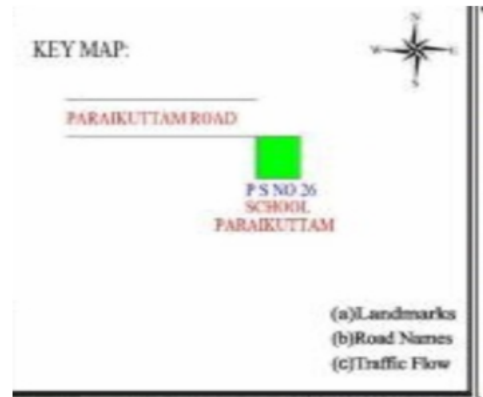 N
KEY MAP:
W
E
S
PARAIKUTTAM ROAD
P S NO 26
SCHOOL
PARAIKUTTAM
(a)Landmarks
(b)Road Names
(c)Traffic Flow